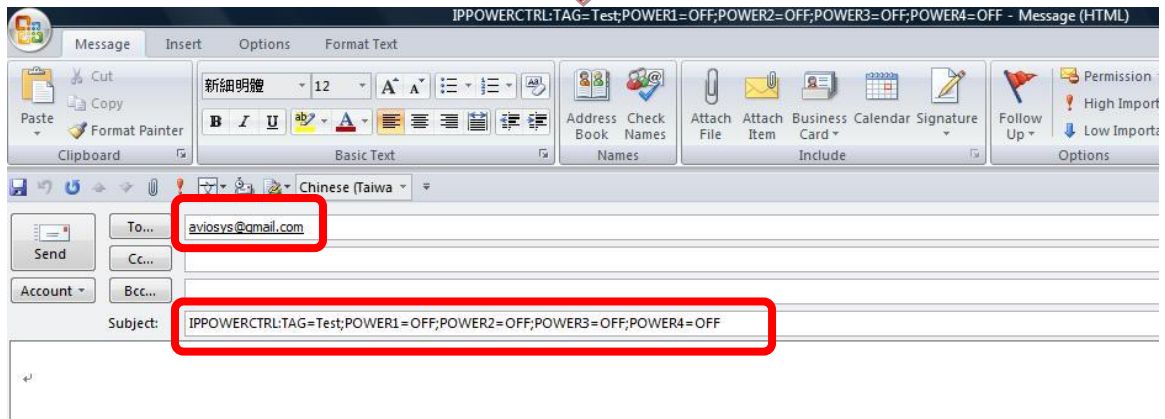 IPPOWERCTRL:TAG=Test;POWER1=OFF;POWER2=OFF;POWER3=OFF;POWER4=OFF - Message (HTML)
Message Insert Options Format Text
Cut
Copy
Format Painter
Paste
Clipboard
新細明體 12
B I U
Basic Text
Address Book
Check Names
Names
Attach File
Attach Item
Business Card
Calendar
Signature
Include
Follow Up
Permission
High Import
Low Importa
Options
Chinese (Taiwa
Send
To... aviosys@gmail.com
Cc...
Account
Bcc...
Subject: IPPOWERCTRL:TAG=Test;POWER1=OFF;POWER2=OFF;POWER3=OFF;POWER4=OFF